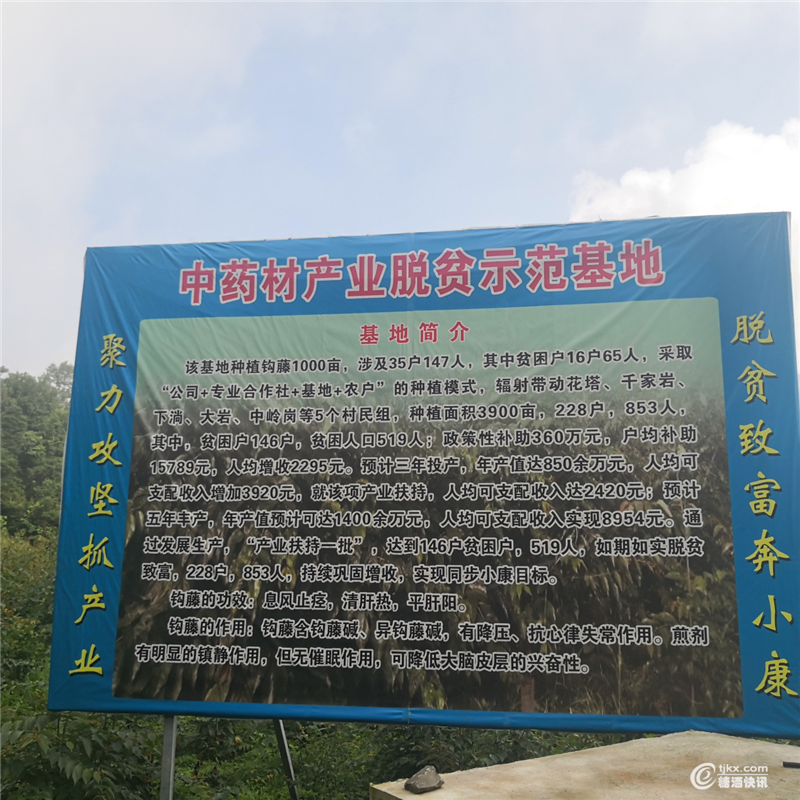 中药材产业脱贫示范基地
聚力攻坚抓产业
基地简介
该基地种植钩藤1000亩，涉及35户147人，其中贫困户16户65人，采取
“公司+专业合作社+基地+农户”的种植模式，辐射带动花塔、千家岩、
下淌、大岩、中岭岗等5个村民组，种植面积3900亩，228户，853人，
其中，贫困户146户，贫困人口519人；政策性补助360万元，户均补助
15789元，人均增收2295元。预计三年投产，年产值达850余万元，人均可
支配收入增加3920元，就该项产业扶持，人均可支配收入达2420元；预计
五年丰产，年产值预计可达1400余万元，人均可支配收入实现8954元。通
过发展生产，“产业扶持一批”，达到146户贫困户，519人，如期如实脱贫
致富，228户，853人，持续巩固增收，实现同步小康目标。
钩藤的功效：息风止痉，清肝热，平肝阳。
钩藤的作用：钩藤含钩藤碱、异钩藤碱，有降压、抗心律失常作用。煎剂
有明显的镇静作用，但无催眠作用，可降低大脑皮层的兴奋性。
脱贫致富奔小康
tjkx.com
糖酒快讯